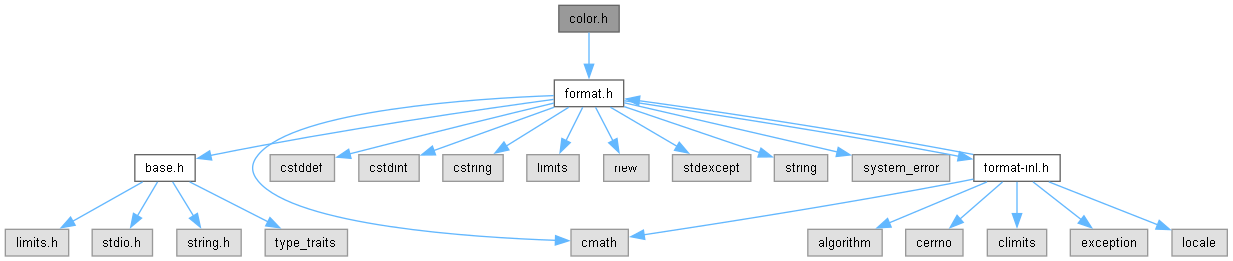 color.h
format.h
base.h
cstddef
cstdint
cstring
limits
new
stdexcept
string
system_error
format-inl.h
limits.h
stdio.h
string.h
type_traits
cmath
algorithm
cerrno
climits
exception
locale